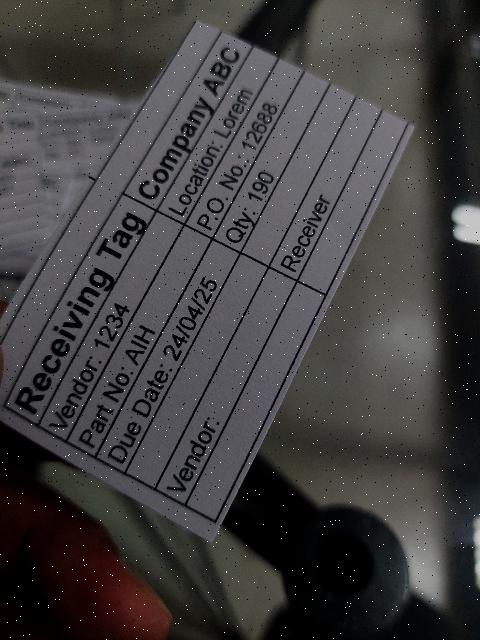 Receiving Tag Company ABC
Vendor: 1234 Location: Lorem
Part No: AIH P.O. No.: 12688
Due Date: 24/04/25 Qty: 190
Vendor: Receiver